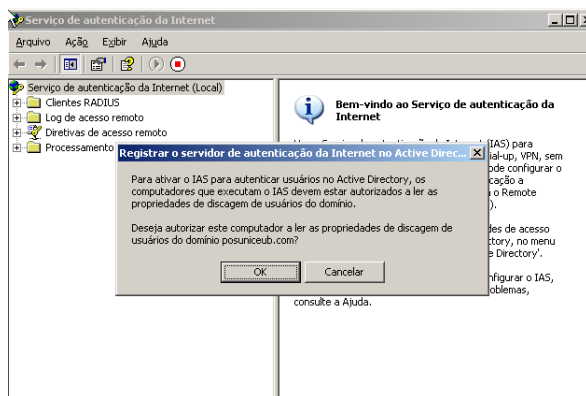 Serviço de autenticação da Internet
Arquivo Ação Exibir Ajuda
Serviço de autenticação da Internet (Local)
Clientes RADIUS
Log de acesso remoto
Diretivas de acesso remoto
Processamento
Bem-vindo ao Serviço de autenticação da
Internet
(IAS) para
ial-up, VPN, sem
ode configurar o
cação a
o Remote
).
des de acesso
ctory, no menu
e Directory'.
nfigurar o IAS,
oblemas,
consulte a Ajuda.
Registrar o servidor de autenticação da Internet no Active Direc...
Para ativar o IAS para autenticar usuários no Active Directory, os
computadores que executam o IAS devem estar autorizados a ler as
propriedades de discagem de usuários do domínio.
Deseja autorizar este computador a ler as propriedades de discagem de
usuários do domínio posuniceub.com?
OK Cancelar